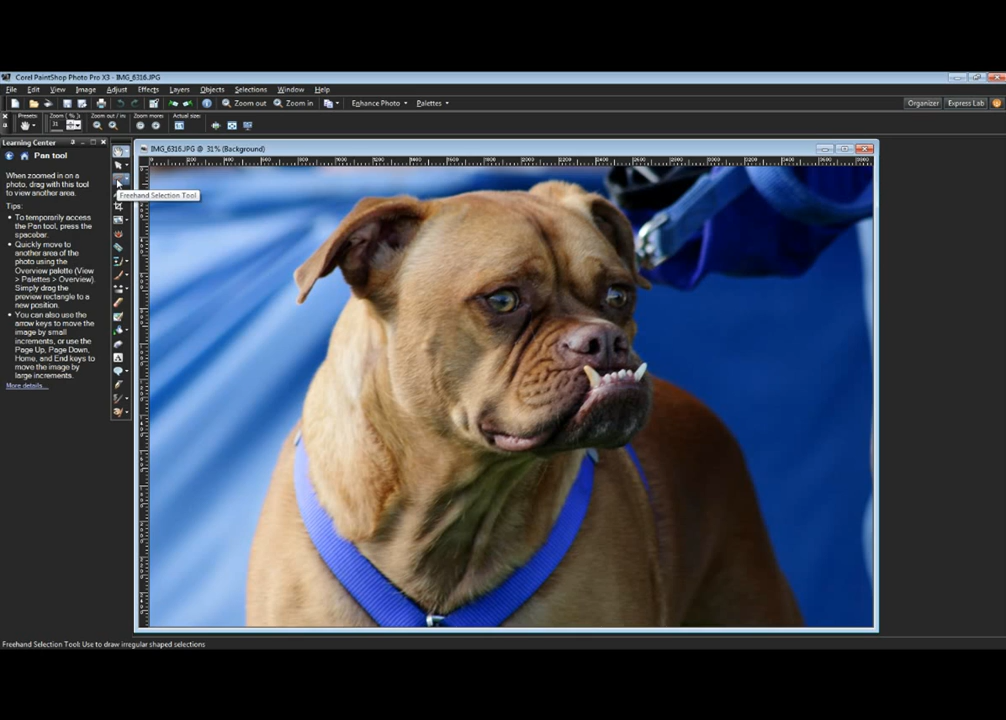 Corel PaintShop Photo Pro X3 - IMG_6316.JPG
File Edit View Image Adjust Effects Layers Objects Selections Window Help
Zoom out Zoom in Enhance Photo Palettes Organizer Express Lab
Presets: Zoom (%): Zoom out / in: Zoom more: Actual size:
31
Learning Center
Pan tool
When zoomed in on a
photo, drag with this tool
to view another area.
Tips:
To temporarily access
the Pan tool, press the
spacebar.
Quickly move to
another area of the
photo using the
Overview palette (View
> Palettes > Overview).
Simply drag the
preview rectangle to a
new position.
You can also use the
arrow keys to move the
image by small
increments, or use the
Page Up, Page Down,
Home, and End keys to
move the image by
large increments.
More details...
Freehand Selection Tool
IMG_6316.JPG @ 31% (Background)
Freehand Selection Tool: Use to draw irregular shaped selections